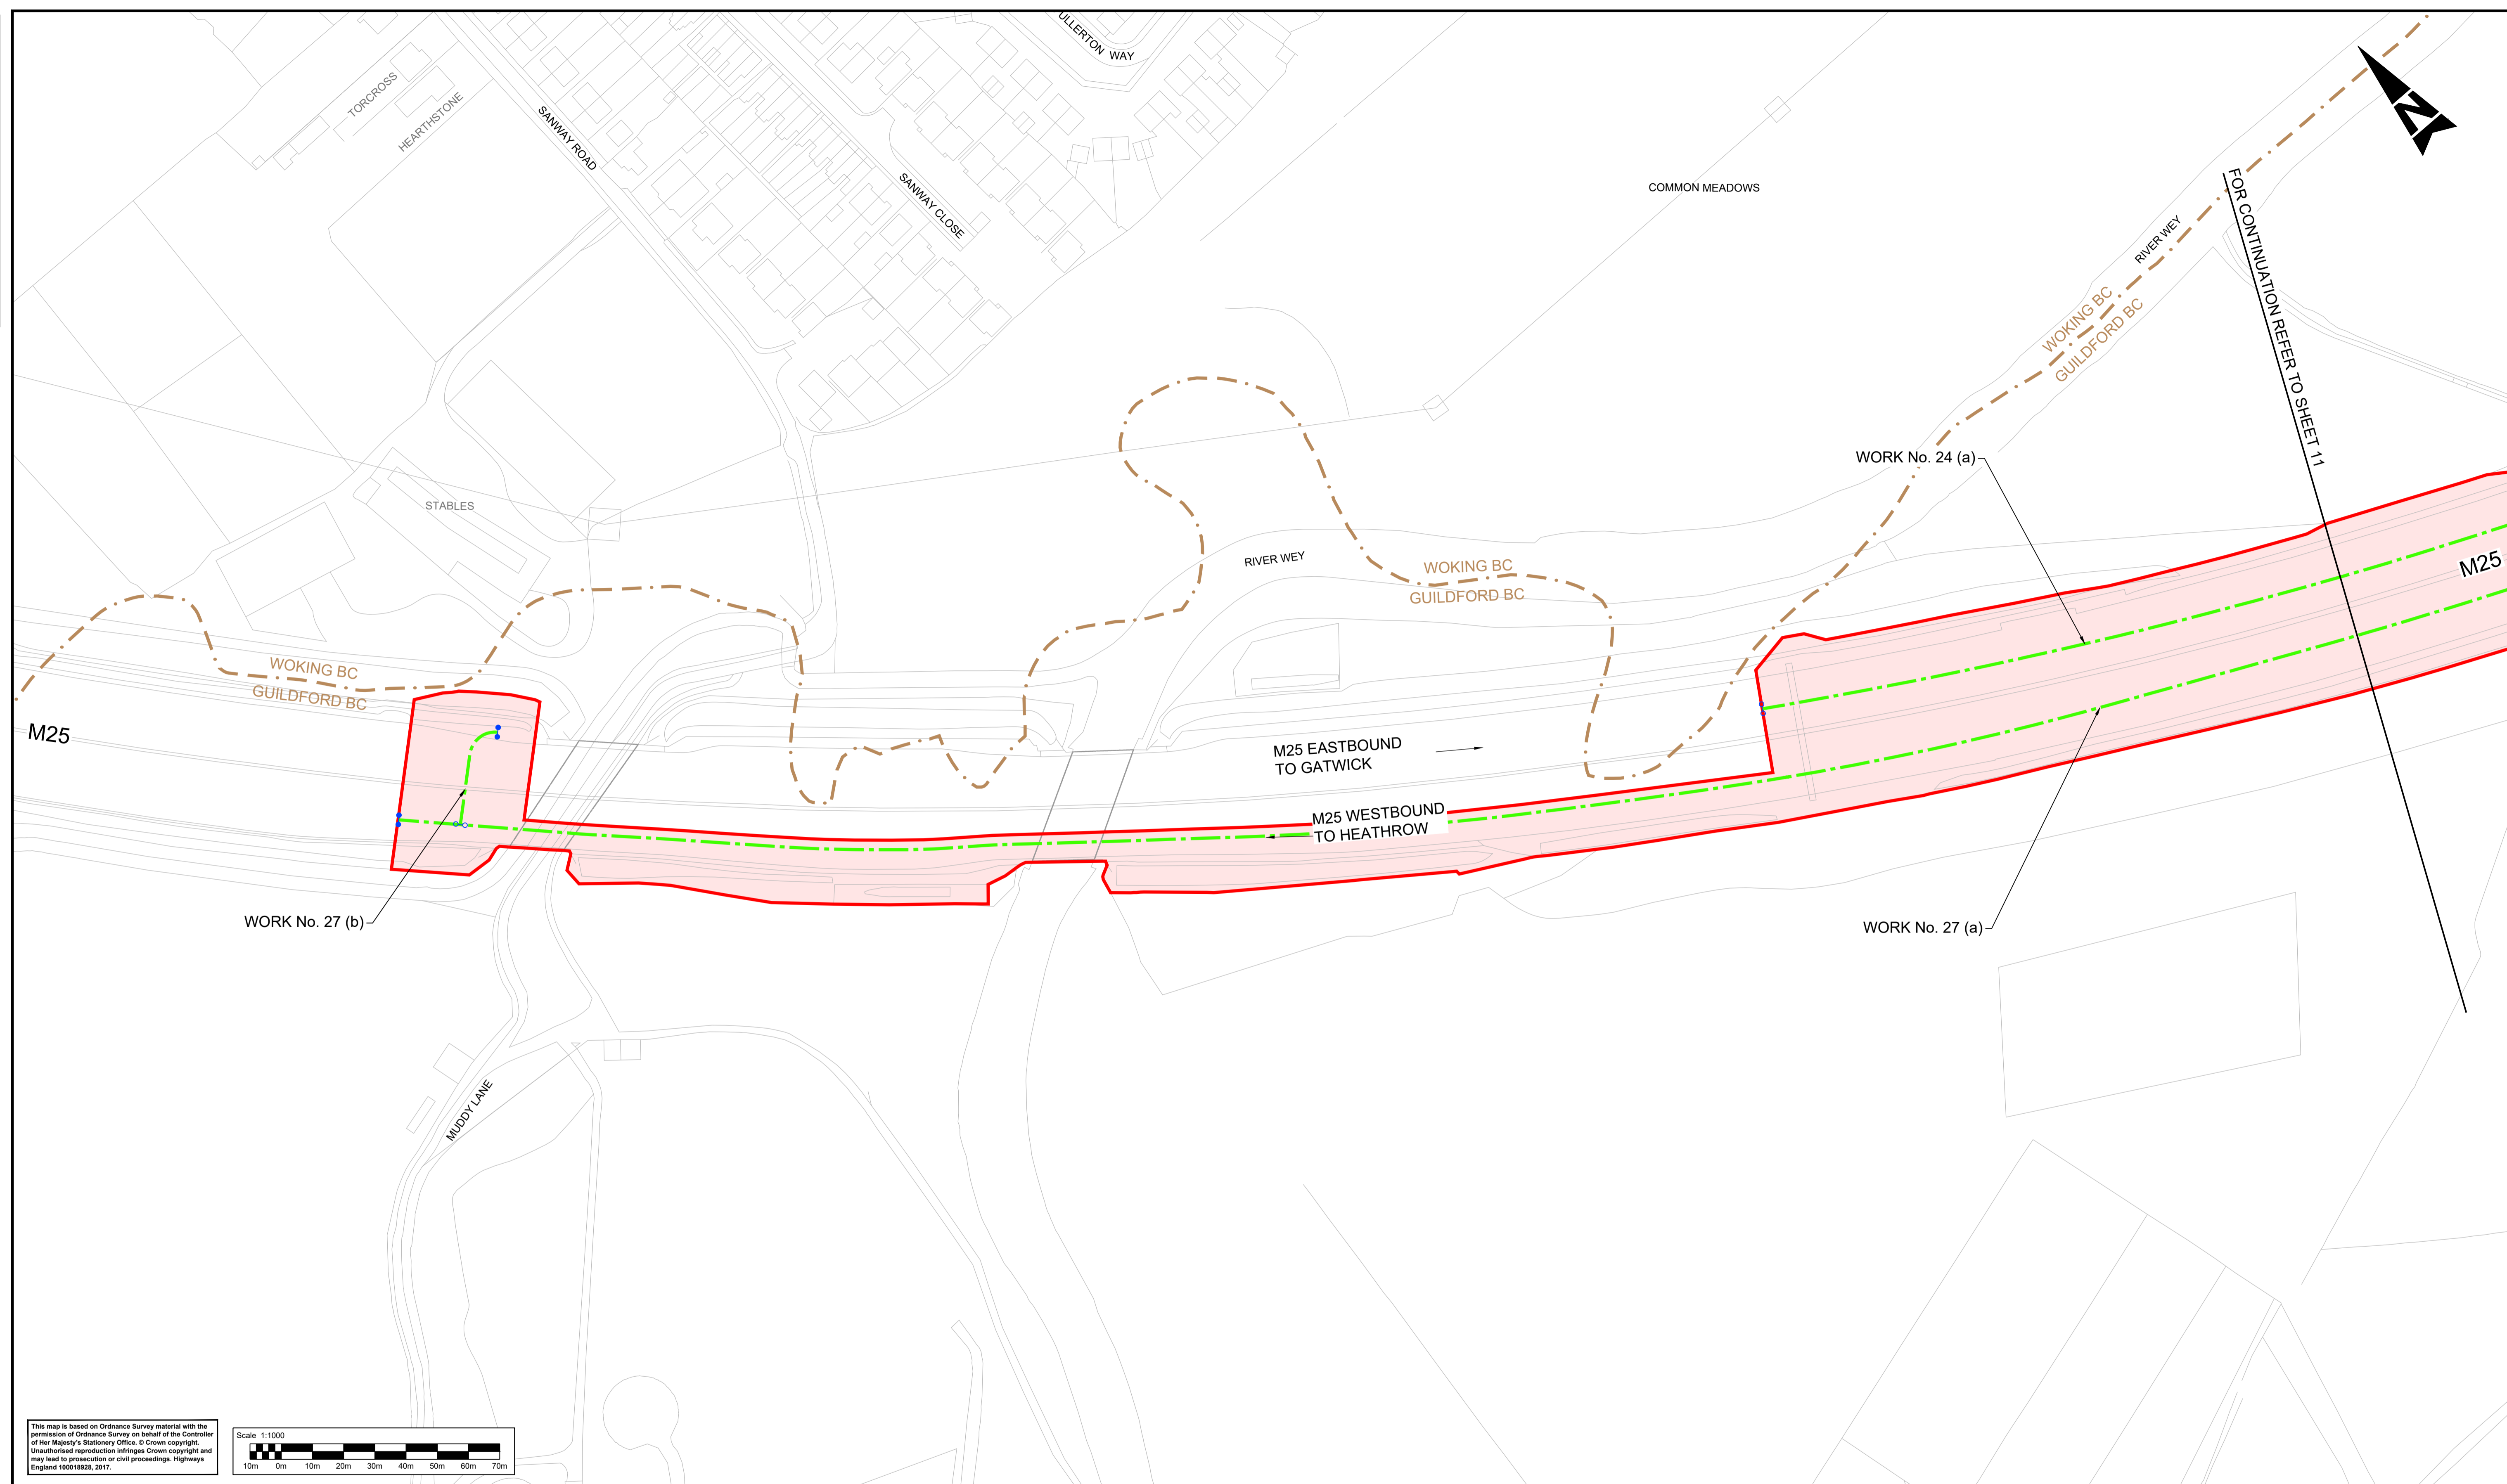 ULLERTON WAY
TORCROSS
HEARTHSTONE
SANWAY ROAD
SANWAY CLOSE
COMMON MEADOWS
N
RIVER WEY
FOR CONTINUATION REFER TO SHEET 11
WOKING BC
GUILDFORD BC
WORK No. 24 (a)
STABLES
RIVER WEY
WOKING BC
GUILDFORD BC
M25
WOKING BC
GUILDFORD BC
M25
M25 EASTBOUND
TO GATWICK
M25 WESTBOUND
TO HEATHROW
WORK No. 27 (b)
WORK No. 27 (a)
MUDDY LANE
This map is based on Ordnance Survey material with the
permission of Ordnance Survey on behalf of the Controller
of Her Majesty's Stationery Office. © Crown copyright.
Unauthorised reproduction infringes Crown copyright and
may lead to prosecution or civil proceedings. Highways
England 100018928, 2017.
Scale 1:1000
10m 0m 10m 20m 30m 40m 50m 60m 70m